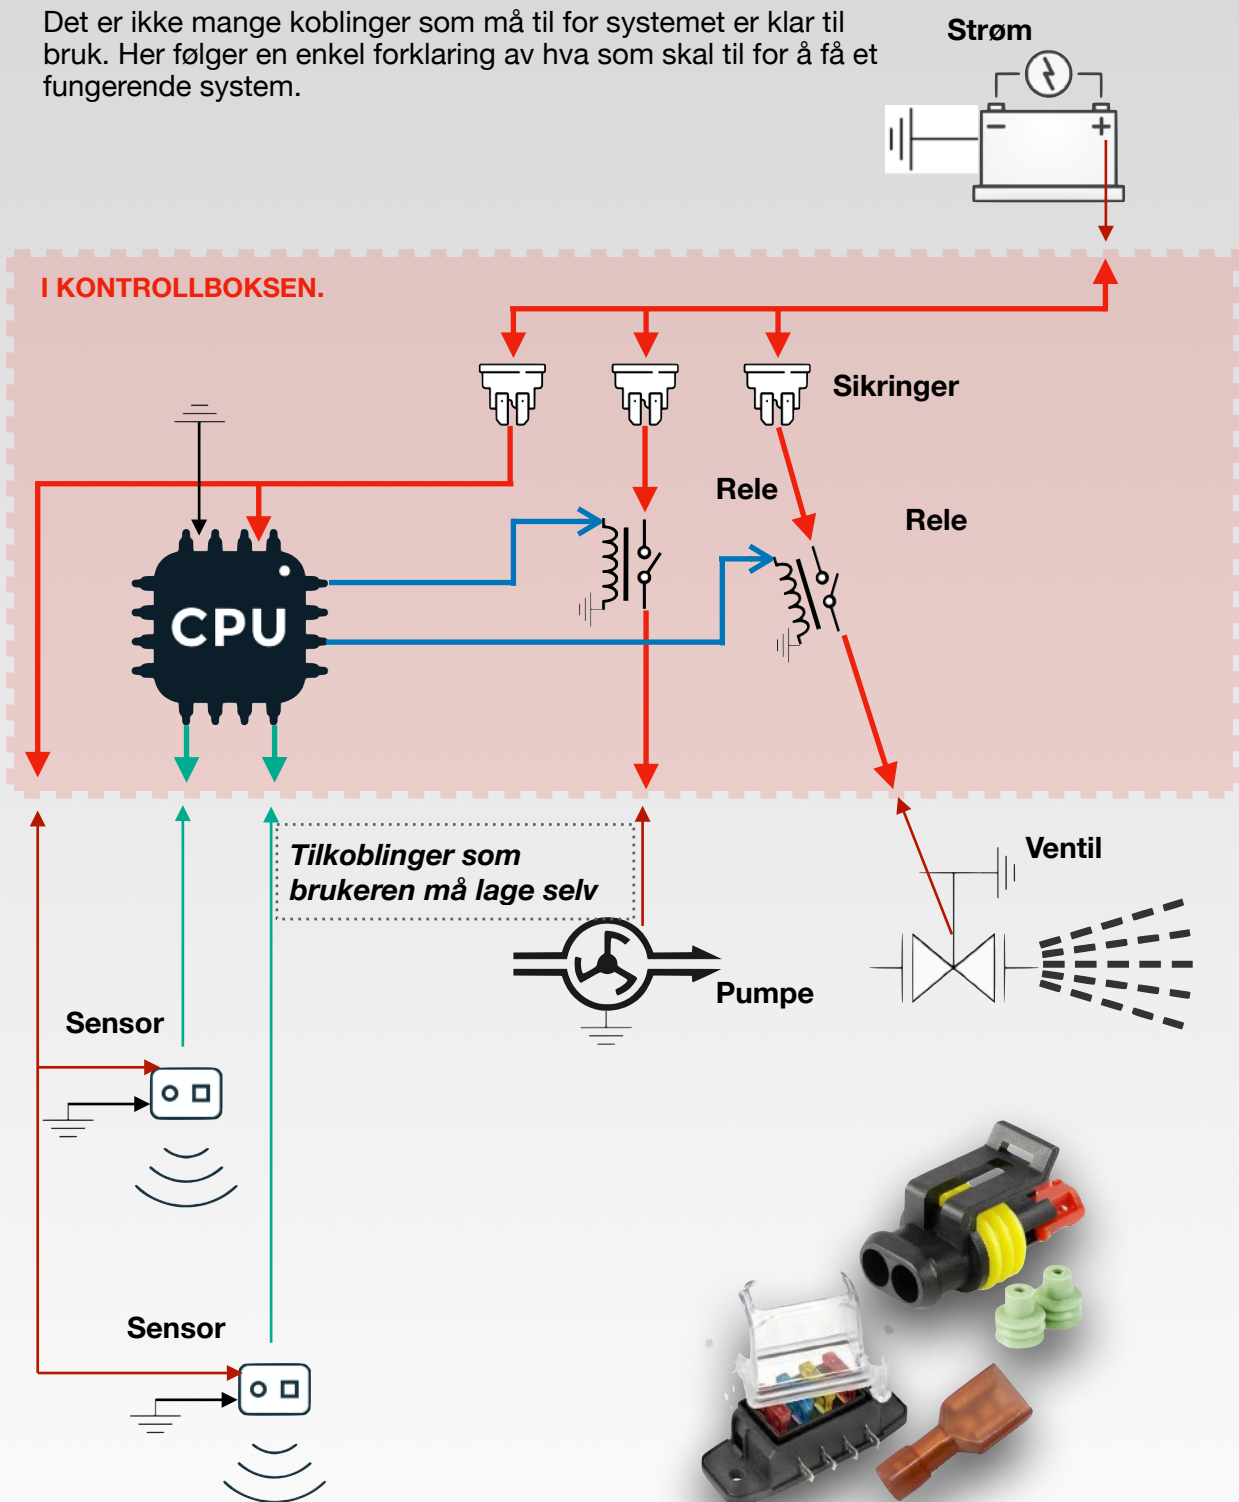 Det er ikke mange koblinger som må til for systemet er klar til
bruk. Her følger en enkel forklaring av hva som skal til for å få et
fungerende system.
Strøm
I KONTROLLBOKSEN.
Sikringer
Rele
Rele
CPU
Tilkoblinger som
brukeren må lage selv
Ventil
Pumpe
Sensor
Sensor